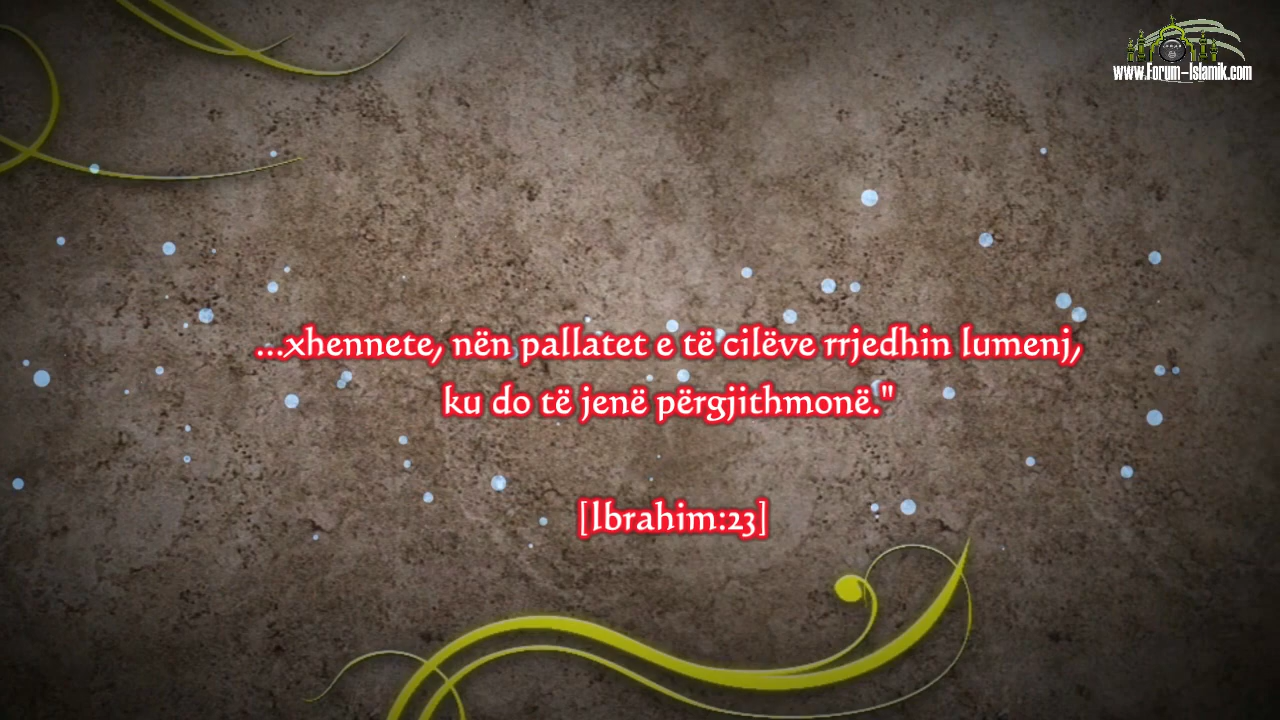 www.Forum-Islamik.com
...xhennete, nën pallatet e të cilëve rrjedhin lumenj,
ku do të jenë përgjithmonë."
[Ibrahim:23]